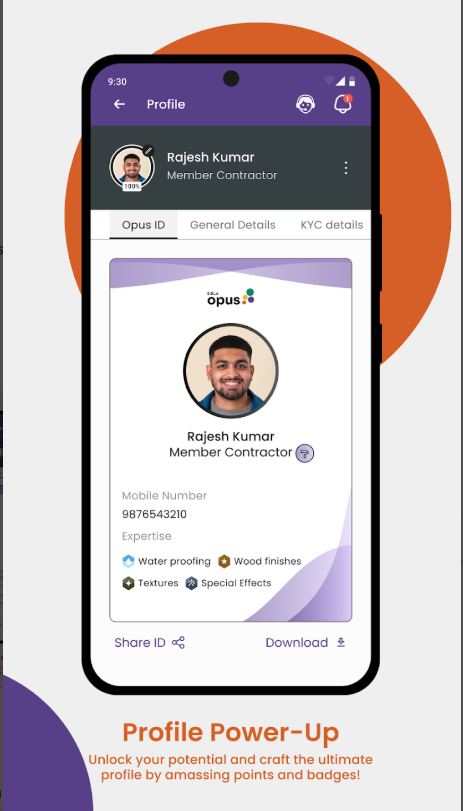 9:30
Profile
1
Rajesh Kumar
Member Contractor
100%
Opus ID General Details KYC details
BIRLA
opus
Rajesh Kumar
Member Contractor
Mobile Number
9876543210
Expertise
Water proofing Wood finishes
Textures Special Effects
Share ID Download
Profile Power-Up
Unlock your potential and craft the ultimate
profile by amassing points and badges!